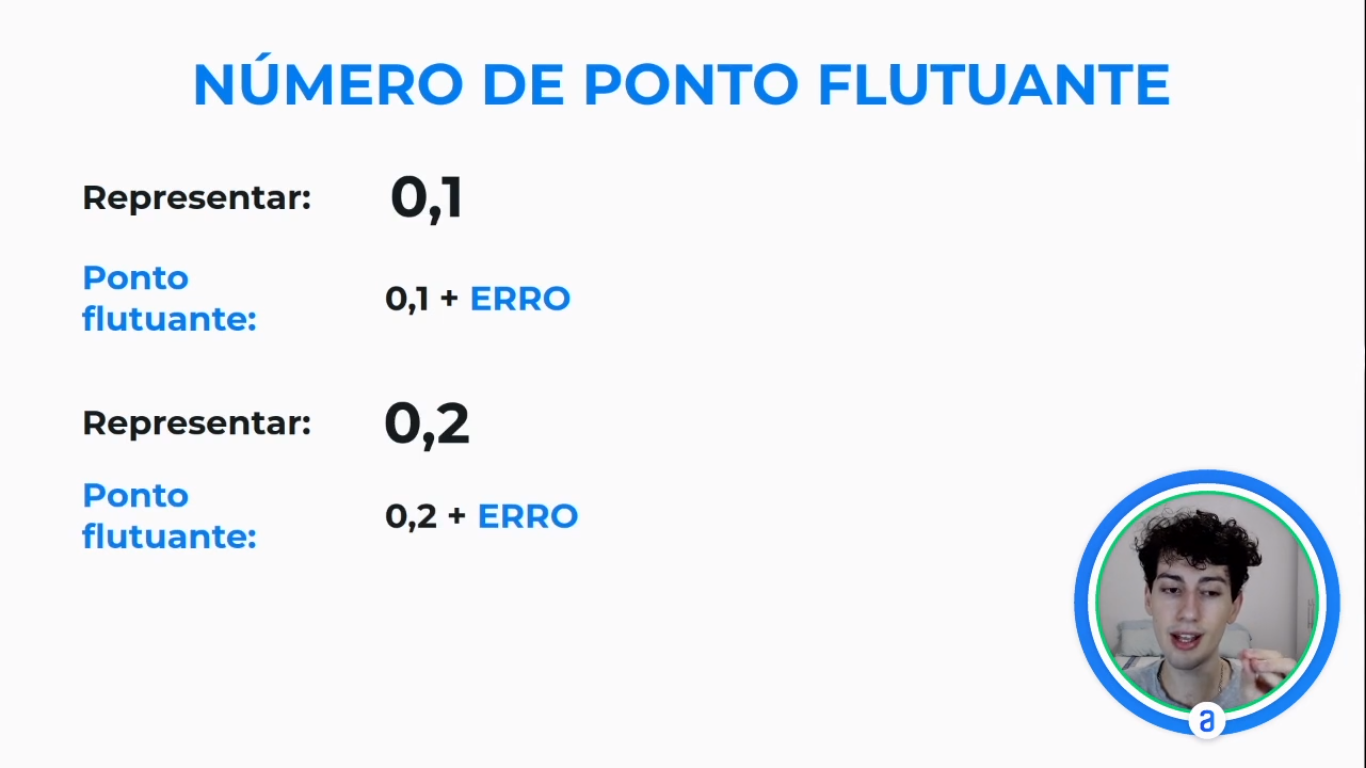 NÚMERO DE PONTO FLUTUANTE
Representar: 0,1
Ponto
flutuante: 0,1 + ERRO
Representar: 0,2
Ponto
flutuante: 0,2 + ERRO
a